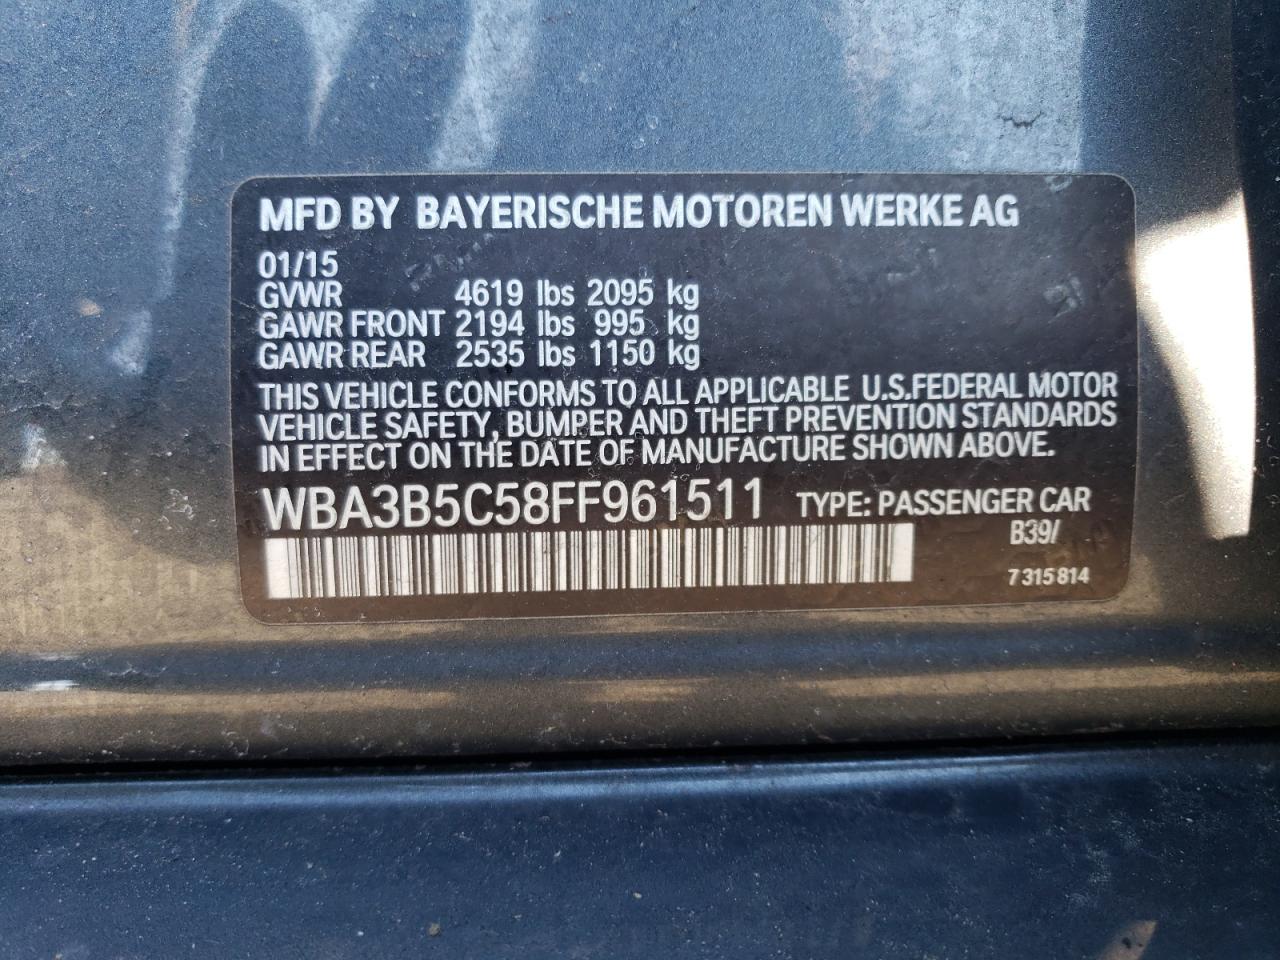 MFD BY BAYERISCHE MOTOREN WERKE AG
01/15
GVWR 4619 lbs 2095 kg
GAWR FRONT 2194 lbs 995 kg
GAWR REAR 2535 lbs 1150 kg
THIS VEHICLE CONFORMS TO ALL APPLICABLE U.S.FEDERAL MOTOR
VEHICLE SAFETY, BUMPER AND THEFT PREVENTION STANDARDS
IN EFFECT ON THE DATE OF MANUFACTURE SHOWN ABOVE.
WBA3B5C58FF961511 TYPE: PASSENGER CAR
B39/
7 315 814